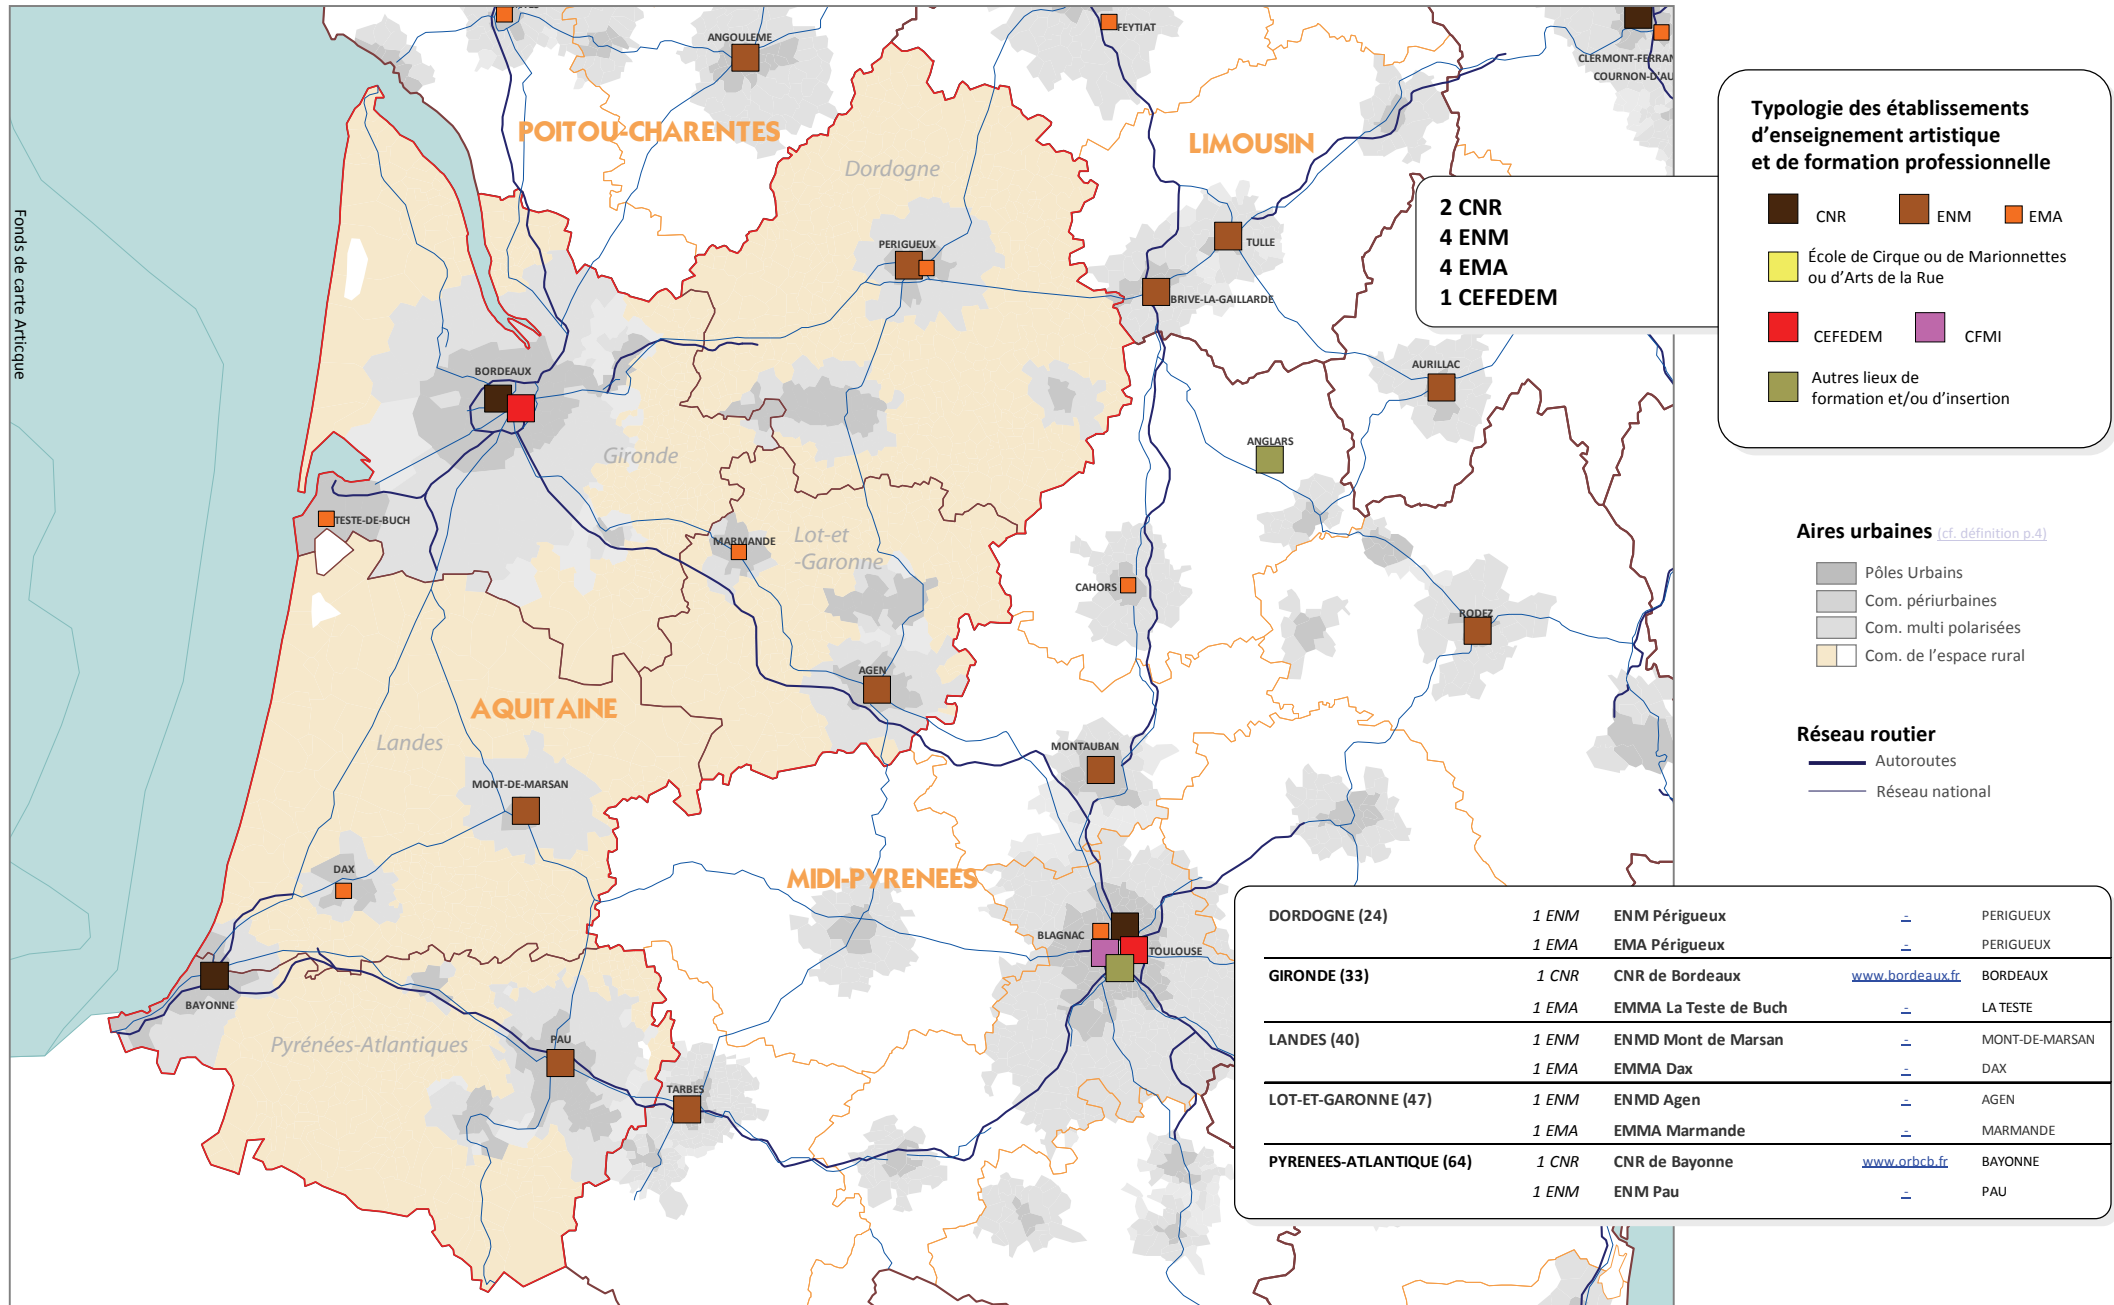 Fonds de carte Articque
ANGOULEME
FEYTIAT
POITOU-CHARENTES
LIMOUSIN
Dordogne
PERIGUEUX
TULLE
BRIVE-LA-GAILLARDE
BORDEAUX
AURILLAC
Gironde
ANGLARS
TESTE-DE-BUCH
MARMANDE
Lot-et
-Garonne
CAHORS
RODEZ
AGEN
AQUITAINE
Landes
MONTAUBAN
MONT-DE-MARSAN
DAX
MIDI-PYRENEES
BLAGNAC
TOULOUSE
BAYONNE
Pyrénées-Atlantiques
PAU
TARBES
CLERMONT-FERRAN
COURNON-D'AU
2 CNR
4 ENM
4 EMA
1 CEFEDEM
Typologie des établissements
d'enseignement artistique
et de formation professionnelle
CNR ENM EMA
École de Cirque ou de Marionnettes
ou d'Arts de la Rue
CEFEDEM CFMI
Autres lieux de
formation et/ou d'insertion
Aires urbaines (cf. définition p.4)
Pôles Urbains
Com. périurbaines
Com. multi polarisées
Com. de l'espace rural
Réseau routier
Autoroutes
Réseau national
DORDOGNE (24) 1 ENM ENM Périgueux - PERIGUEUX
1 EMA EMA Périgueux - PERIGUEUX
GIRONDE (33) 1 CNR CNR de Bordeaux www.bordeaux.fr BORDEAUX
1 EMA EMMA La Teste de Buch - LA TESTE
LANDES (40) 1 ENM ENMD Mont de Marsan - MONT-DE-MARSAN
1 EMA EMMA Dax - DAX
LOT-ET-GARONNE (47) 1 ENM ENMD Agen - AGEN
1 EMA EMMA Marmande - MARMANDE
PYRENEES-ATLANTIQUE (64) 1 CNR CNR de Bayonne www.orbcb.fr BAYONNE
1 ENM ENM Pau - PAU